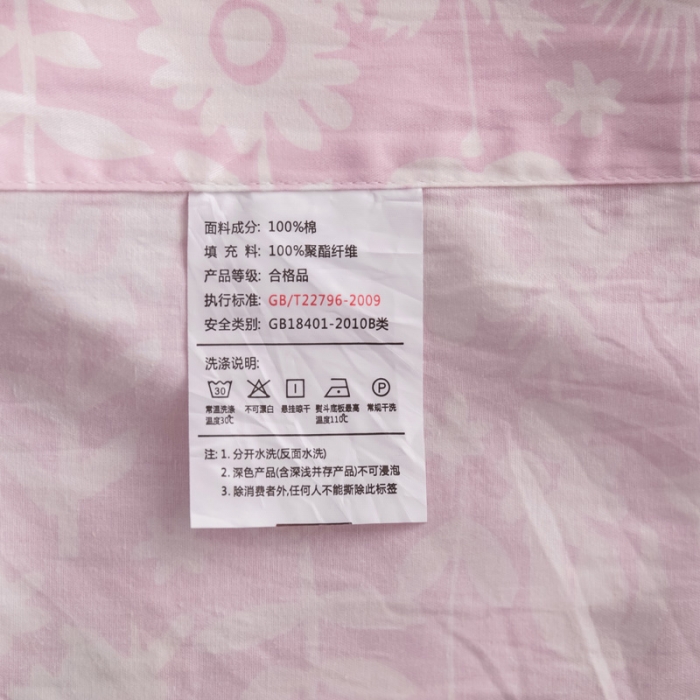 面料成分: 100%棉
填 充 料: 100%聚酯纤维
产品等级: 合格品
执行标准: GB/T22796-2009
安全类别: GB18401-2010B类
洗涤说明:
30 P
常温洗涤 不可漂白 悬挂晾干 熨斗底板最高 常规干洗
温度30℃ 温度110℃
注: 1. 分开水洗(反面水洗)
2. 深色产品(含深浅并存产品)不可浸泡
3. 除消费者外,任何人不能撕除此标签